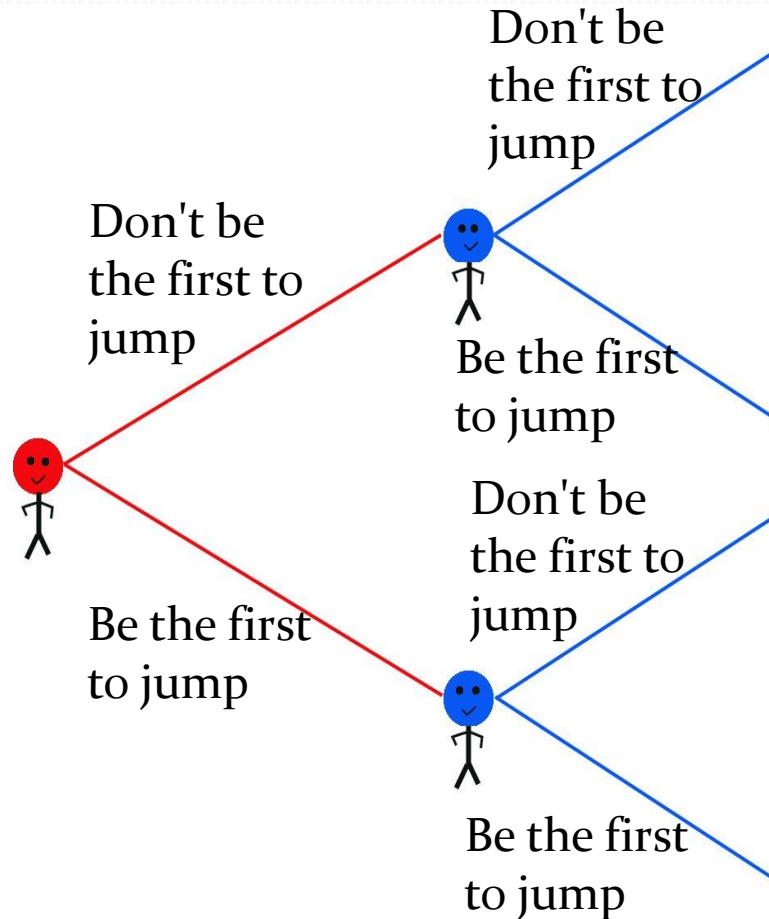 Don't be
the first to
jump
Don't be
the first to
jump
Be the first
to jump
Don't be
the first to
jump
Be the first
to jump
Be the first
to jump